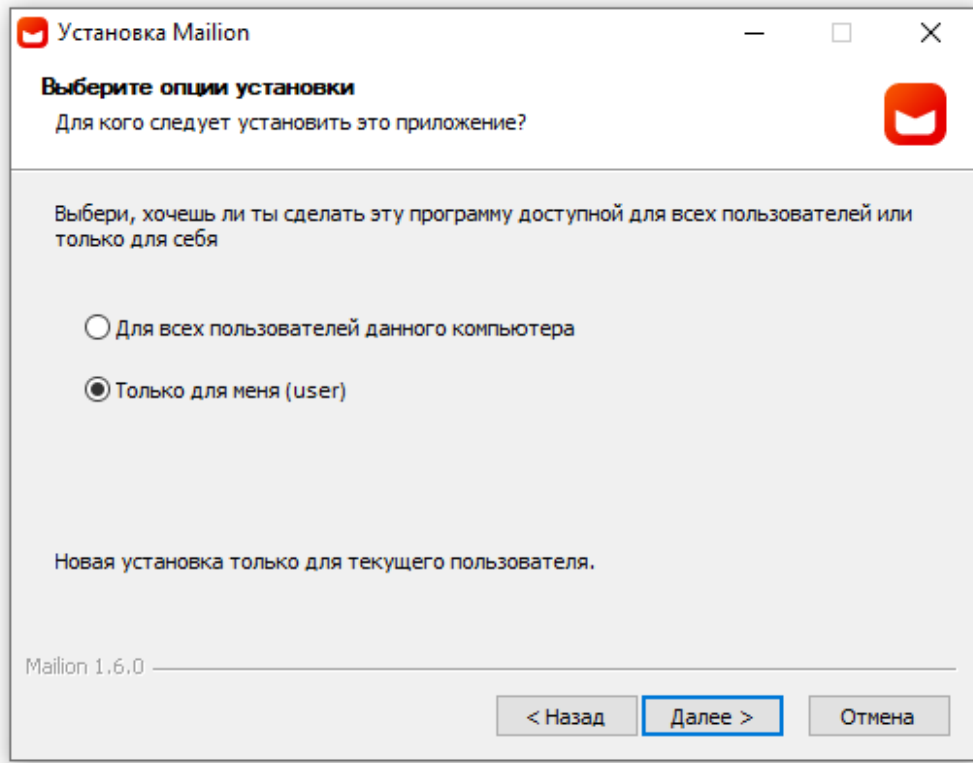 Установка Mailion
Выберите опции установки
Для кого следует установить это приложение?
Выбери, хочешь ли ты сделать эту программу доступной для всех пользователей или
только для себя
Для всех пользователей данного компьютера
Только для меня (user)
Новая установка только для текущего пользователя.
Mailion 1.6.0
< Назад
Далее >
Отмена